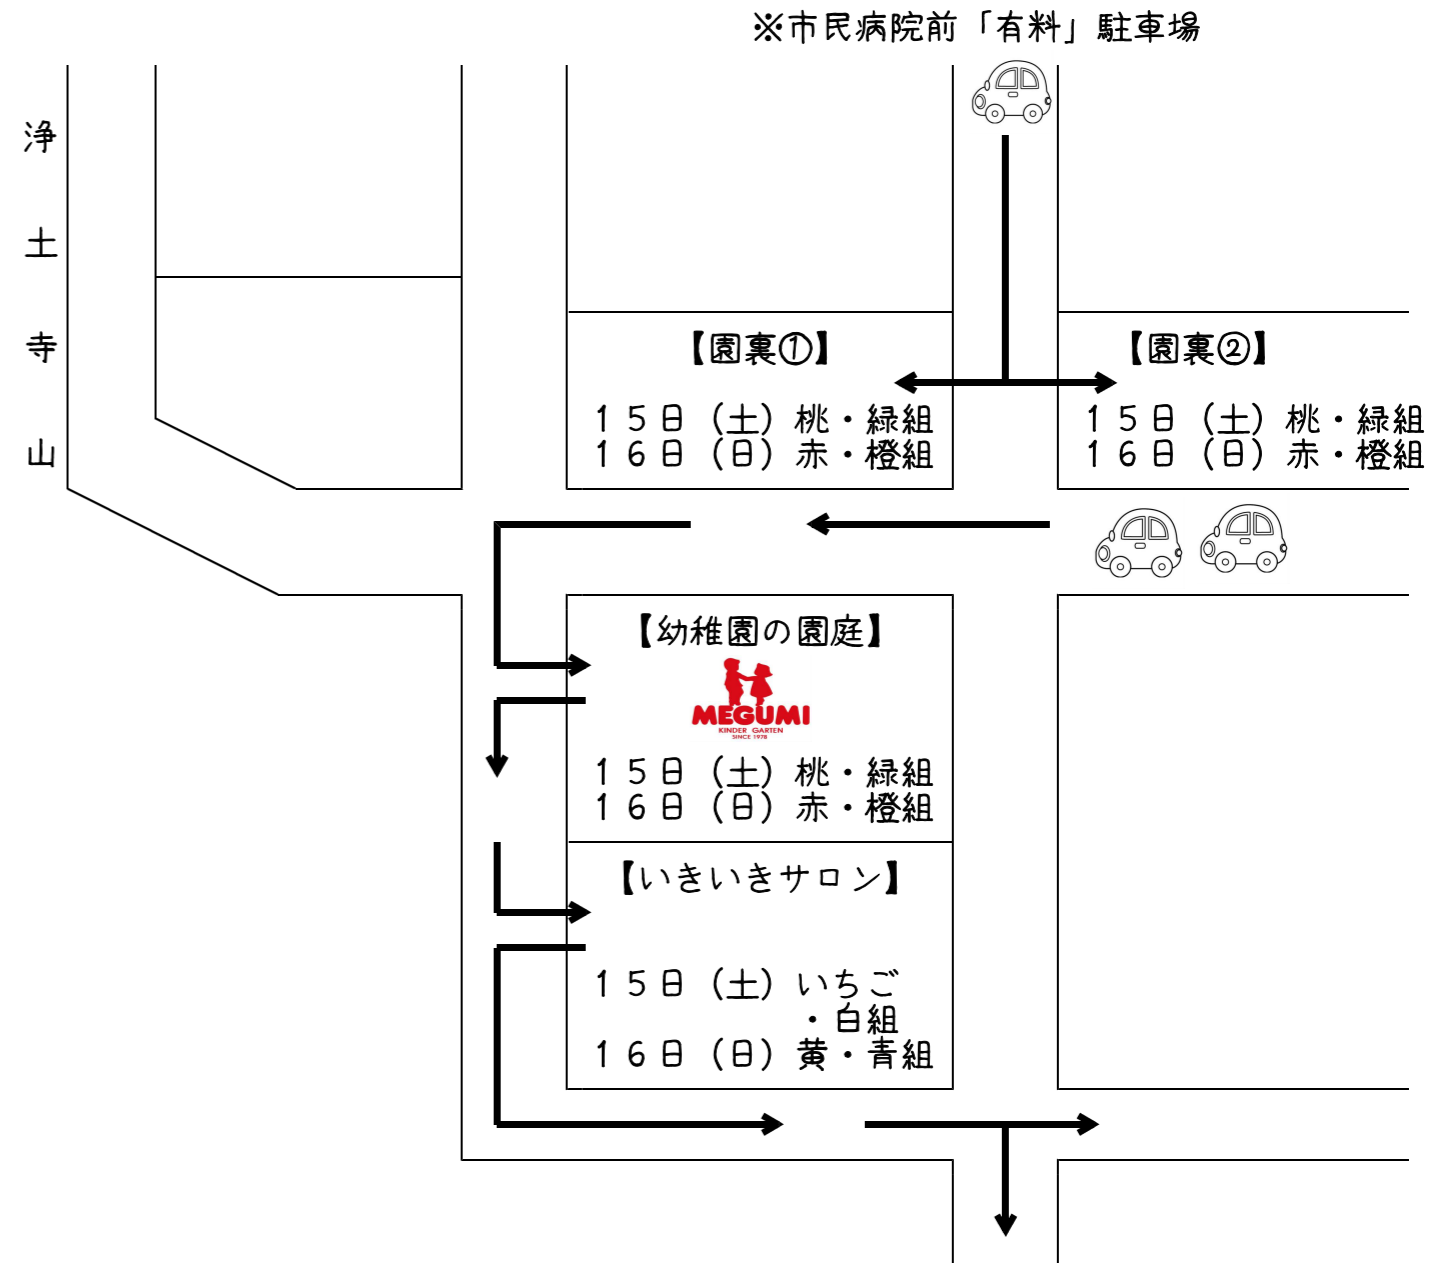 ※市民病院前「有料」駐車場
浄土寺山
【園裏①】
１５日（土）桃・緑組
１６日（日）赤・橙組
【園裏②】
１５日（土）桃・緑組
１６日（日）赤・橙組
【幼稚園の園庭】
MEGUMI
KINDER GARTEN
SINCE 1978
１５日（土）桃・緑組
１６日（日）赤・橙組
【いきいきサロン】
１５日（土）いちご
・白組
１６日（日）黄・青組